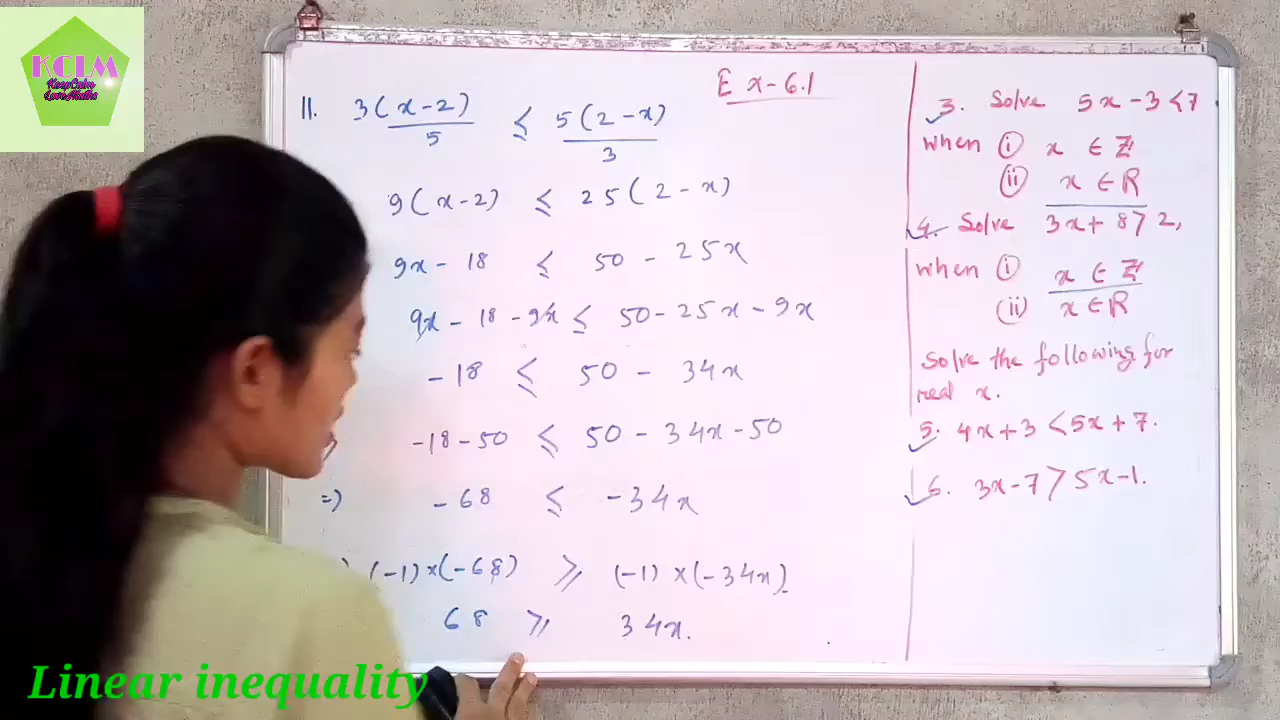 KCLM
KeepCalm
LoveMaths
E x-6.1
11. 3(x-2)/5 ≤ 5(2-x)/3
9(x-2) ≤ 25(2-x)
9x - 18 ≤ 50 - 25x
9x - 18 - 9x ≤ 50 - 25x - 9x
-18 ≤ 50 - 34x
-18-50 ≤ 50 - 34x - 50
=) -68 ≤ -34x
(-1)x(-68) ≥ (-1)x(-34x)
68 ≥ 34x.
3. Solve 5x-3<7
when (i) x ∈ Z
(ii) x ∈ R
4. Solve 3x+8>2,
when (i) x ∈ Z
(ii) x ∈ R
Solve the following for
real x.
5. 4x+3<5x+7.
6. 3x-7>5x-1.
Linear inequality